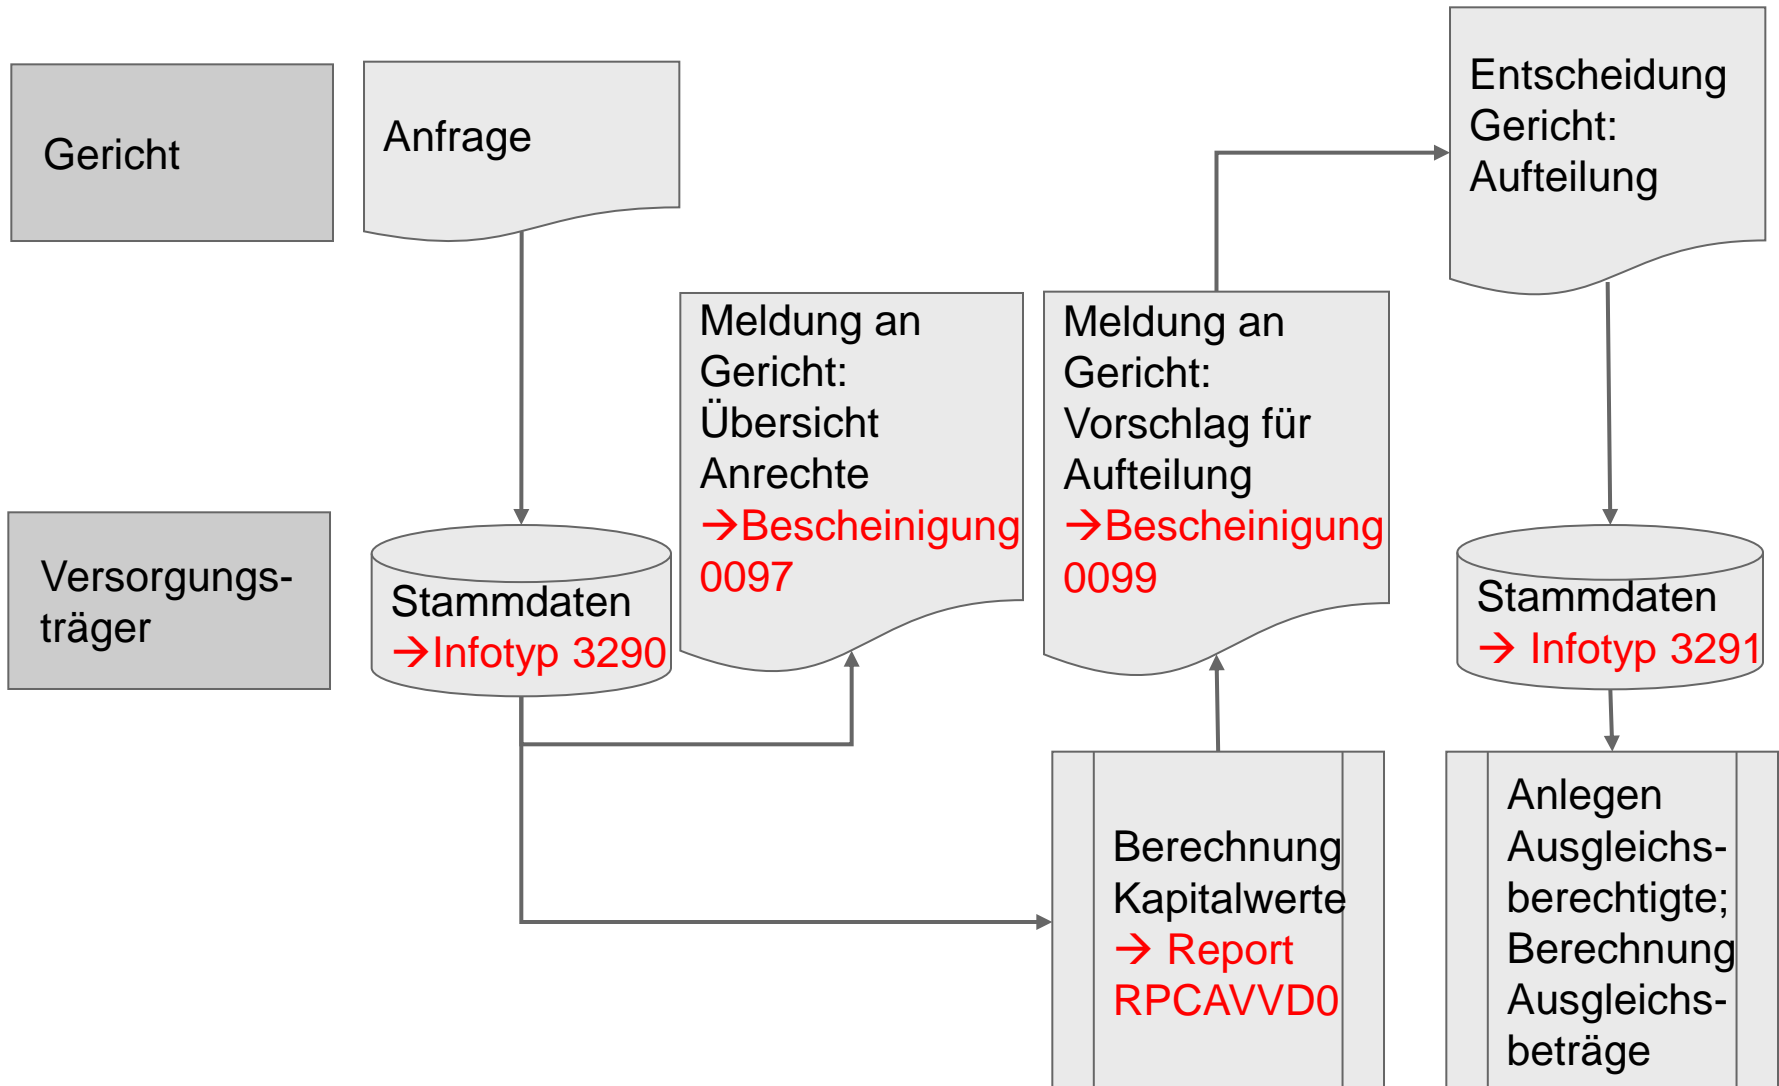 Gericht
Anfrage
Entscheidung
Gericht:
Aufteilung
Meldung an
Gericht:
Übersicht
Anrechte
→Bescheinigung
0097
Meldung an
Gericht:
Vorschlag für
Aufteilung
→Bescheinigung
0099
Versorgungs-
träger
Stammdaten
→Infotyp 3290
Stammdaten
→ Infotyp 3291
Berechnung
Kapitalwerte
→ Report
RPCAVVD0
Anlegen
Ausgleichs-
berechtigte;
Berechnung
Ausgleichs-
beträge